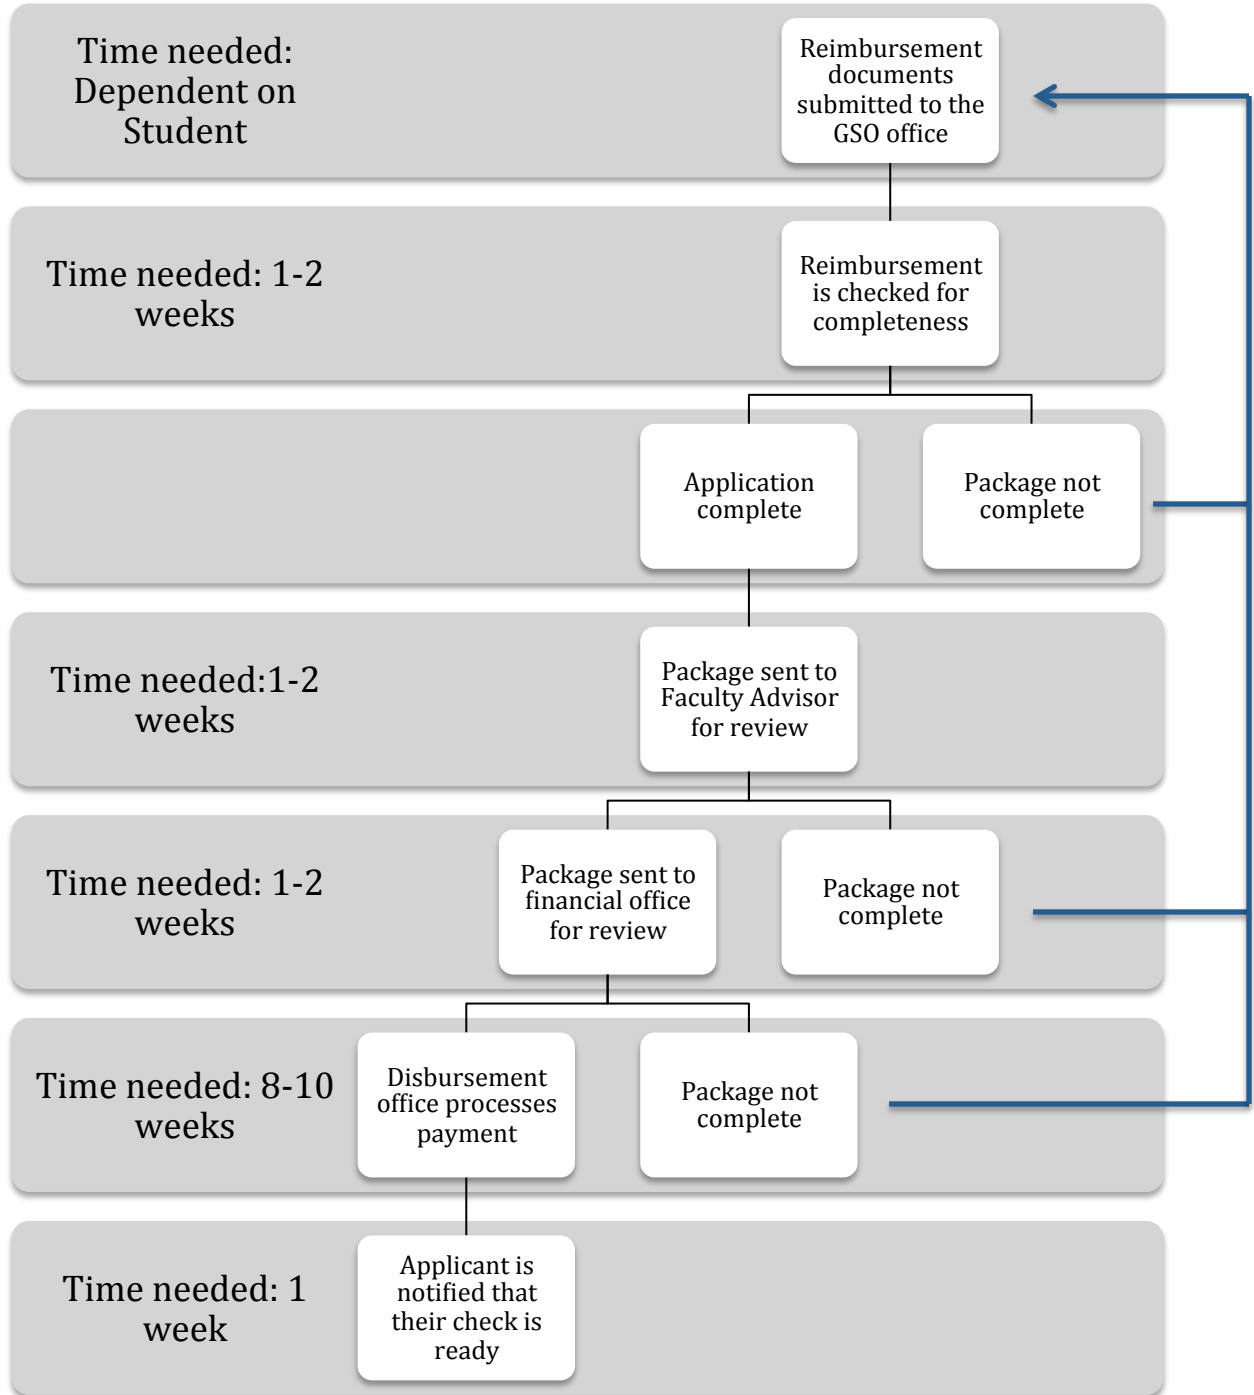 Time needed:
Dependent on
Student
Reimbursement
documents
submitted to the
GSO office
Time needed: 1-2
weeks
Reimbursement
is checked for
completeness
Application
complete
Package not
complete
Time needed:1-2
weeks
Package sent to
Faculty Advisor
for review
Time needed: 1-2
weeks
Package sent to
financial office
for review
Package not
complete
Time needed: 8-10
weeks
Disbursement
office processes
payment
Package not
complete
Time needed: 1
week
Applicant is
notified that
their check is
ready